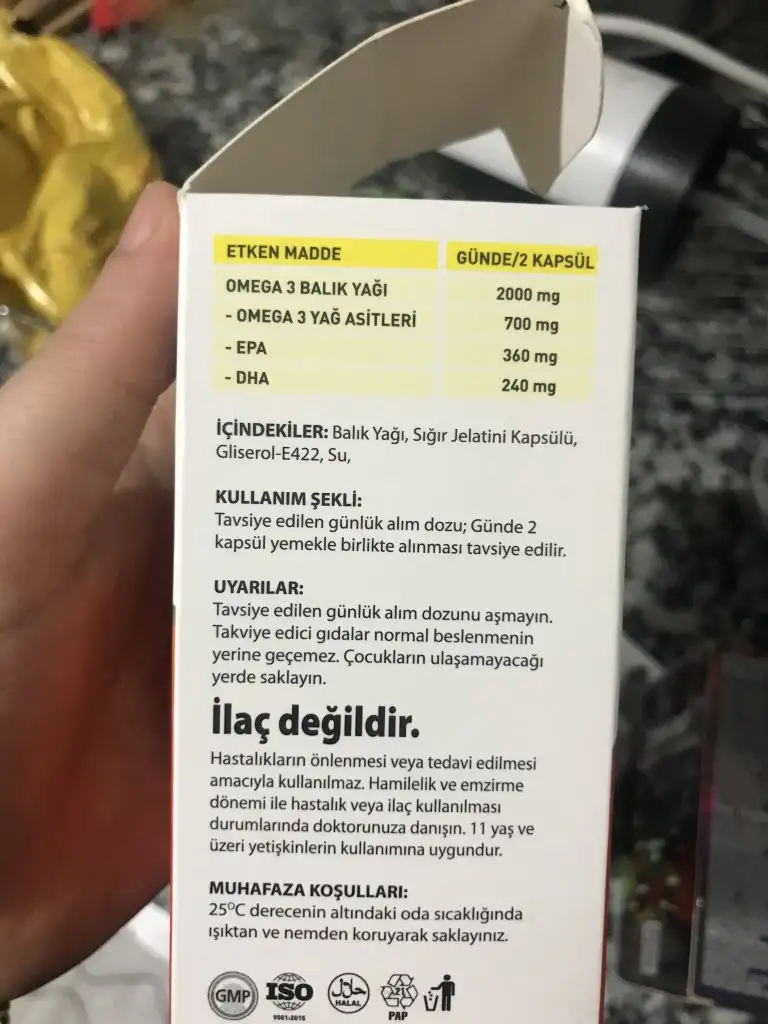 ETKEN MADDE GÜNDE/2 KAPSÜL
OMEGA 3 BALIK YAĞI 2000 mg
- OMEGA 3 YAĞ ASİTLERİ 700 mg
- EPA 360 mg
- DHA 240 mg
İÇİNDEKİLER: Balık Yağı, Sığır Jelatini Kapsülü,
Gliserol-E422, Su,
KULLANIM ŞEKLİ:
Tavsiye edilen günlük alım dozu; Günde 2
kapsül yemekle birlikte alınması tavsiye edilir.
UYARILAR:
Tavsiye edilen günlük alım dozunu aşmayın.
Takviye edici gıdalar normal beslenmenin
yerine geçemez. Çocukların ulaşamayacağı
yerde saklayın.
İlaç değildir.
Hastalıkların önlenmesi veya tedavi edilmesi
amacıyla kullanılmaz. Hamilelik ve emzirme
dönemi ile hastalık veya ilaç kullanılması
durumlarında doktorunuza danışın. 11 yaş ve
üzeri yetişkinlerin kullanımına uygundur.
MUHAFAZA KOŞULLARI:
25ºC derecenin altındaki oda sıcaklığında
ışıktan ve nemden koruyarak saklayınız.
GMP ISO حلال 21
9001:2015 HALAL PAP